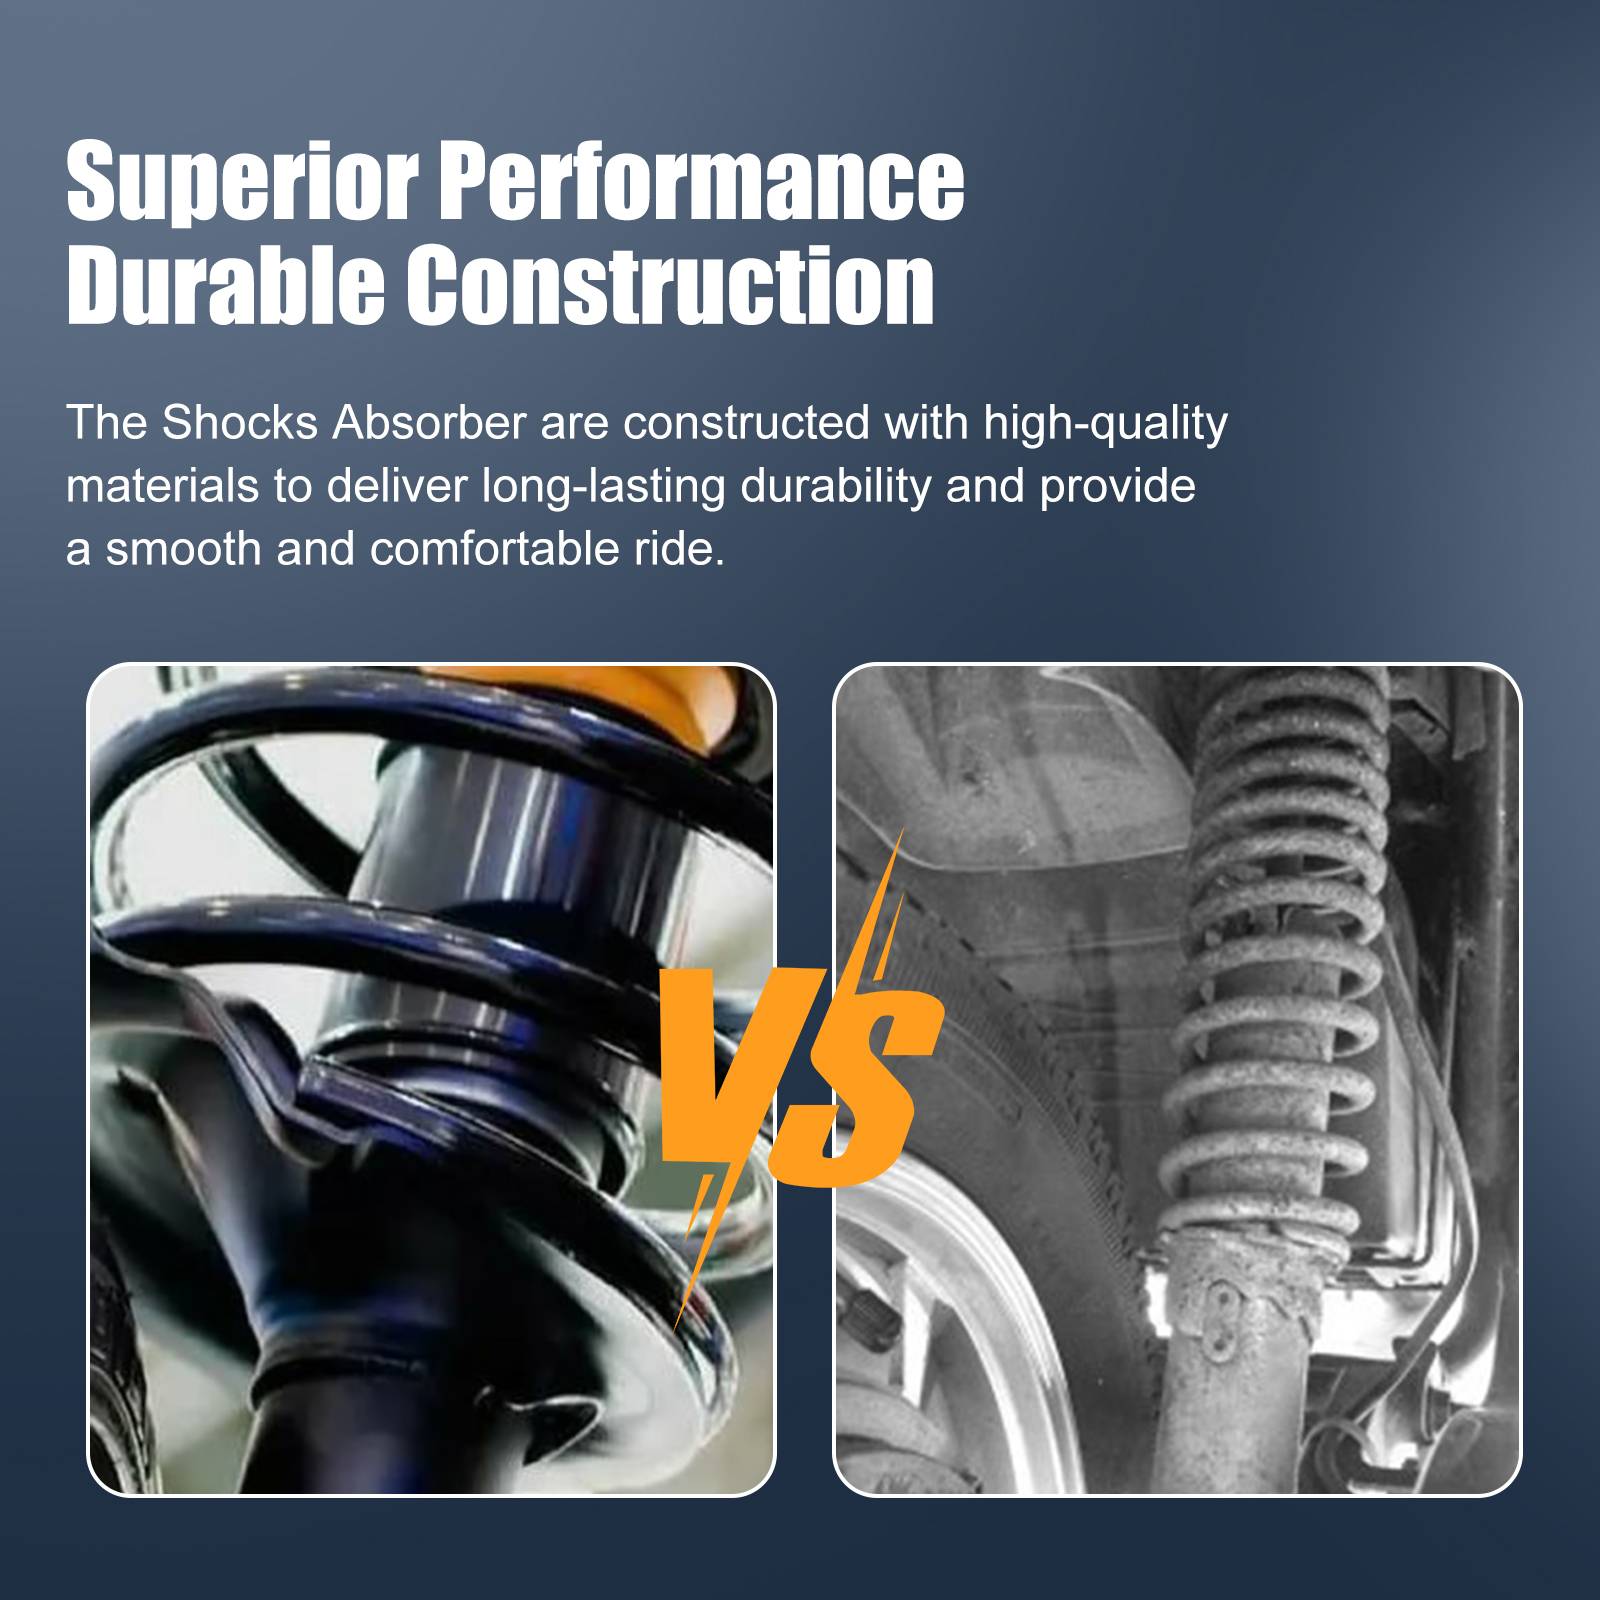 Superior Performance
Durable Construction
The Shocks Absorber are constructed with high-quality
materials to deliver long-lasting durability and provide
a smooth and comfortable ride.
VS